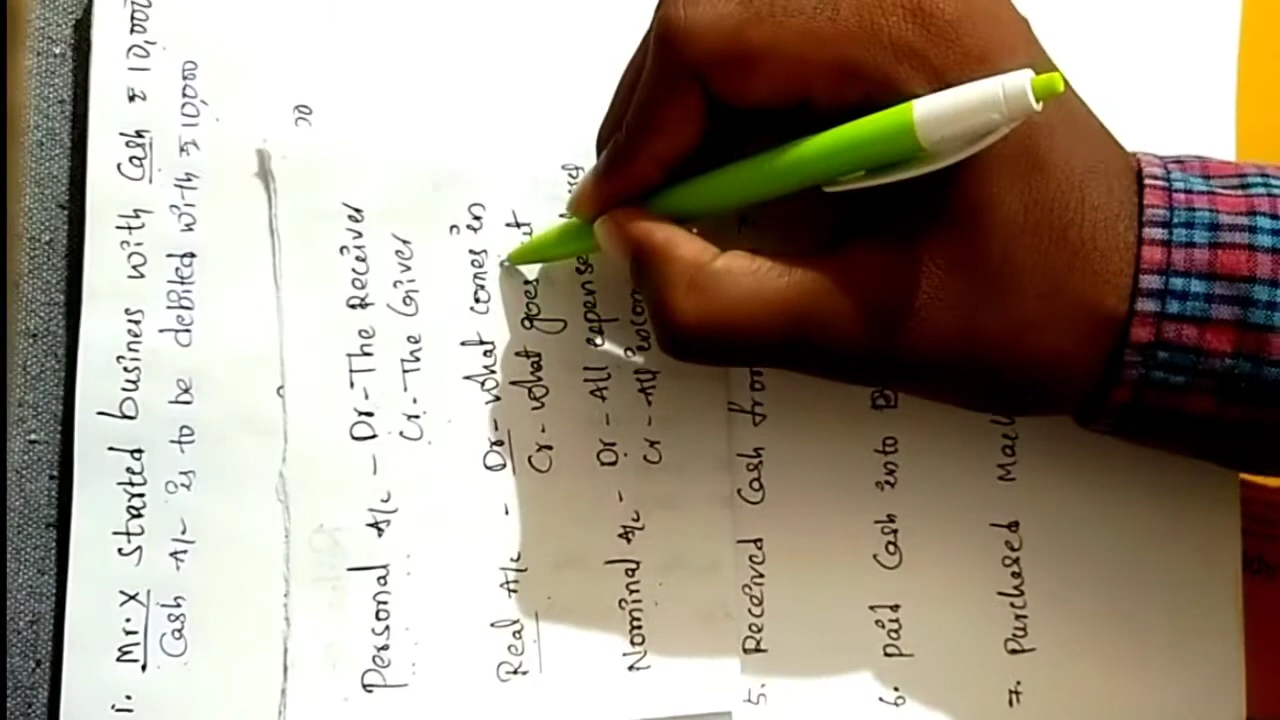 1. Mr. X started business with Cash ₹ 10,000
Cash A/c is to be debited with ₹ 10,000
00
Personal A/c - Dr - The Receiver
Cr. - The Giver
Real A/c - Dr - what comes in
Cr - what goes
Nominal A/c - Dr - All expense
Cr - All
5. Received Cash from
6. paid Cash into
7. Purchased